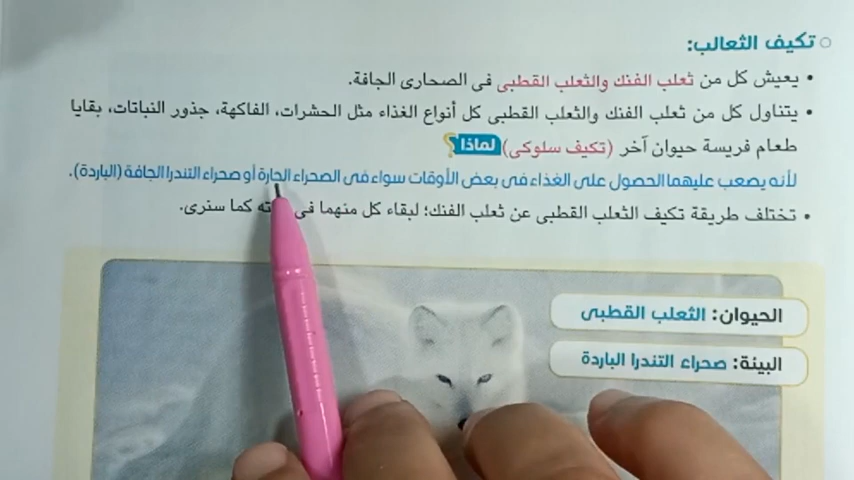 تكيف الثعالب:
• يعيش كل من ثعلب الفنك والثعلب القطبى فى الصحارى الجافة.
• يتناول كل من ثعلب الفنك والثعلب القطبى كل أنواع الغذاء مثل الحشرات، الفاكهة، جذور النباتات، بقايا
طعام فريسة حيوان آخر (تكيف سلوكى) لماذا؟
لأنه يصعب عليهما الحصول على الغذاء فى بعض الأوقات سواء فى الصحراء الحارة أو صحراء التندرا الجافة (الباردة).
• تختلف طريقة تكيف الثعلب القطبى عن ثعلب الفنك؛ لبقاء كل منهما فى كما سنرى.
الحيوان: الثعلب القطبى
البيئة: صحراء التندرا الباردة